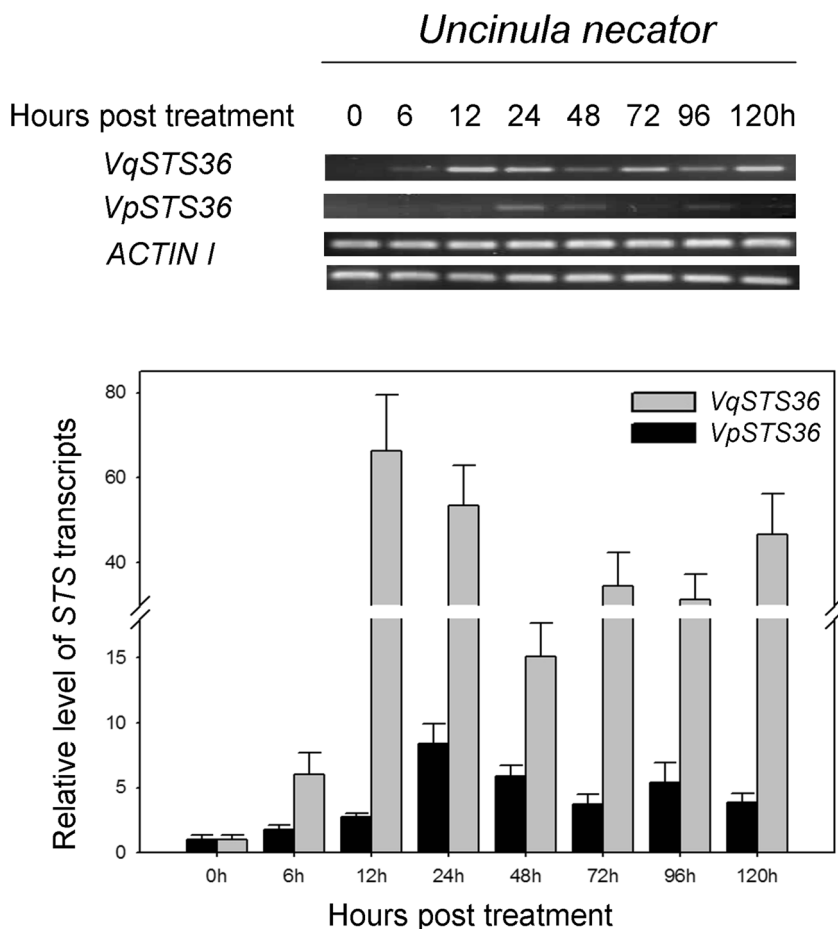 Uncinula necator
Hours post treatment 0 6 12 24 48 72 96 120h
VqSTS36
VpSTS36
ACTIN I
80
60
40
15
10
5
0
Relative level of STS transcripts
VqSTS36
VpSTS36
0h 6h 12h 24h 48h 72h 96h 120h
Hours post treatment